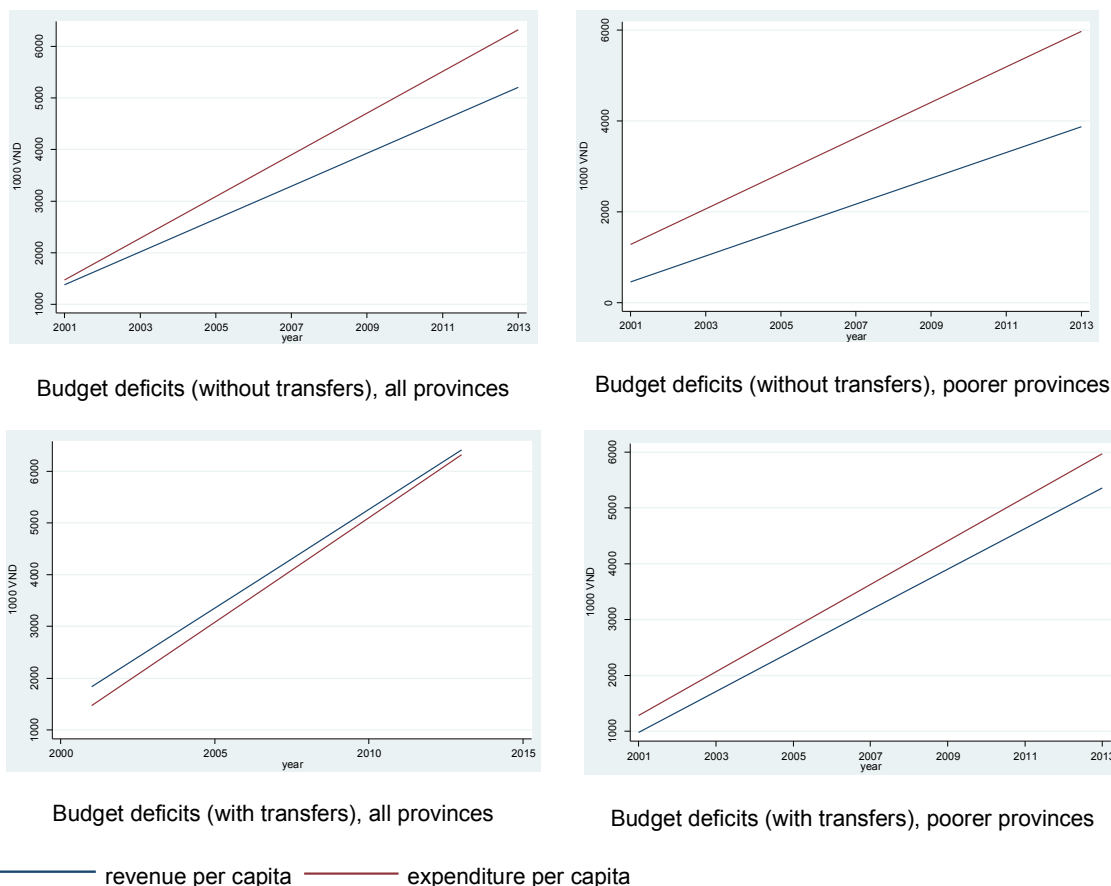 6000
5000
4000
3000
2000
1000
1000 VND
2001 2003 2005 2007 2009 2011 2013
year
Budget deficits (without transfers), all provinces
6000
4000
2000
0
1000 VND
2001 2003 2005 2007 2009 2011 2013
year
Budget deficits (without transfers), poorer provinces
6000
5000
4000
3000
2000
1000
1000 VND
2000 2005 2010 2015
year
Budget deficits (with transfers), all provinces
6000
5000
4000
3000
2000
1000
1000 VND
2001 2003 2005 2007 2009 2011 2013
year
Budget deficits (with transfers), poorer provinces
revenue per capita expenditure per capita